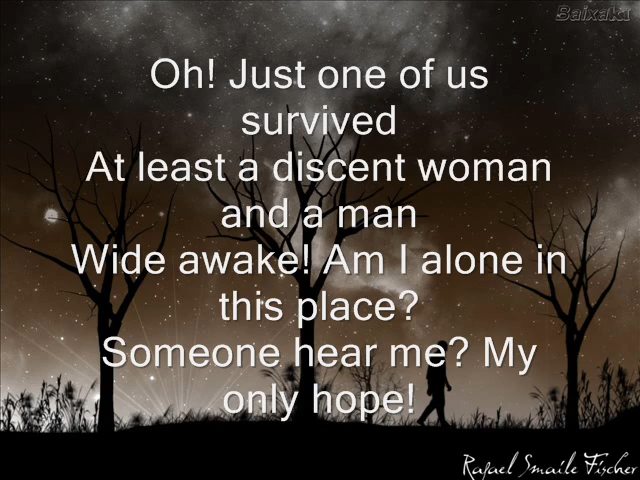 Baixaki
Oh! Just one of us
survived
At least a discent woman
and a man
Wide awake! Am I alone in
this place?
Someone hear me? My
only hope!
Rafael Smaile Fischer